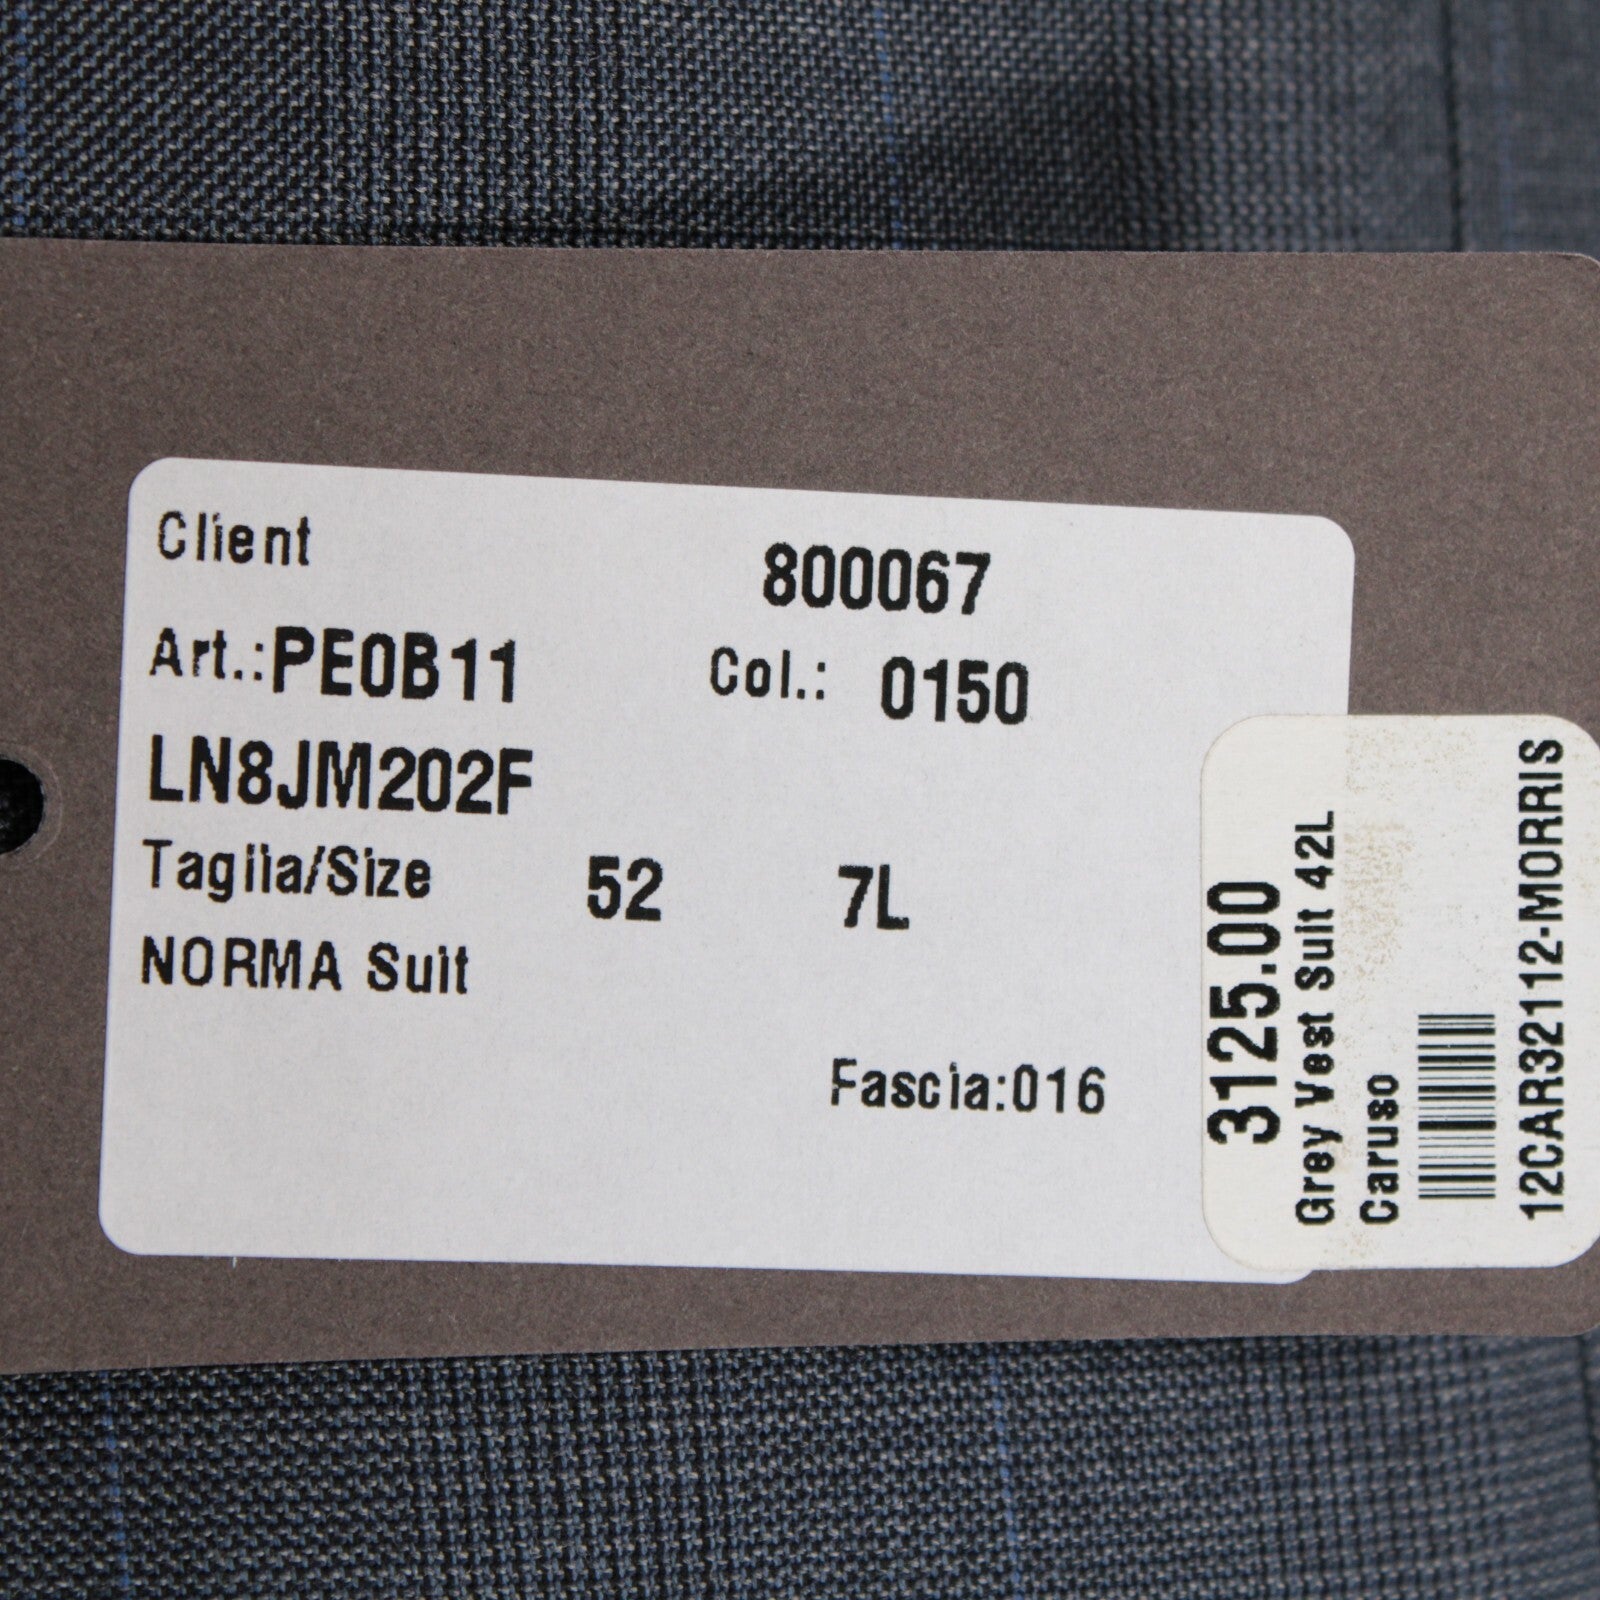 Client 800067
Art.:PE0B11 Col.: 0150
LN8JM202F
Taglia/Size 52 7L
NORMA Suit
Fascia:016
3125.00
Grey Vest Suit 42L
Caruso
12CAR32112-MORRIS